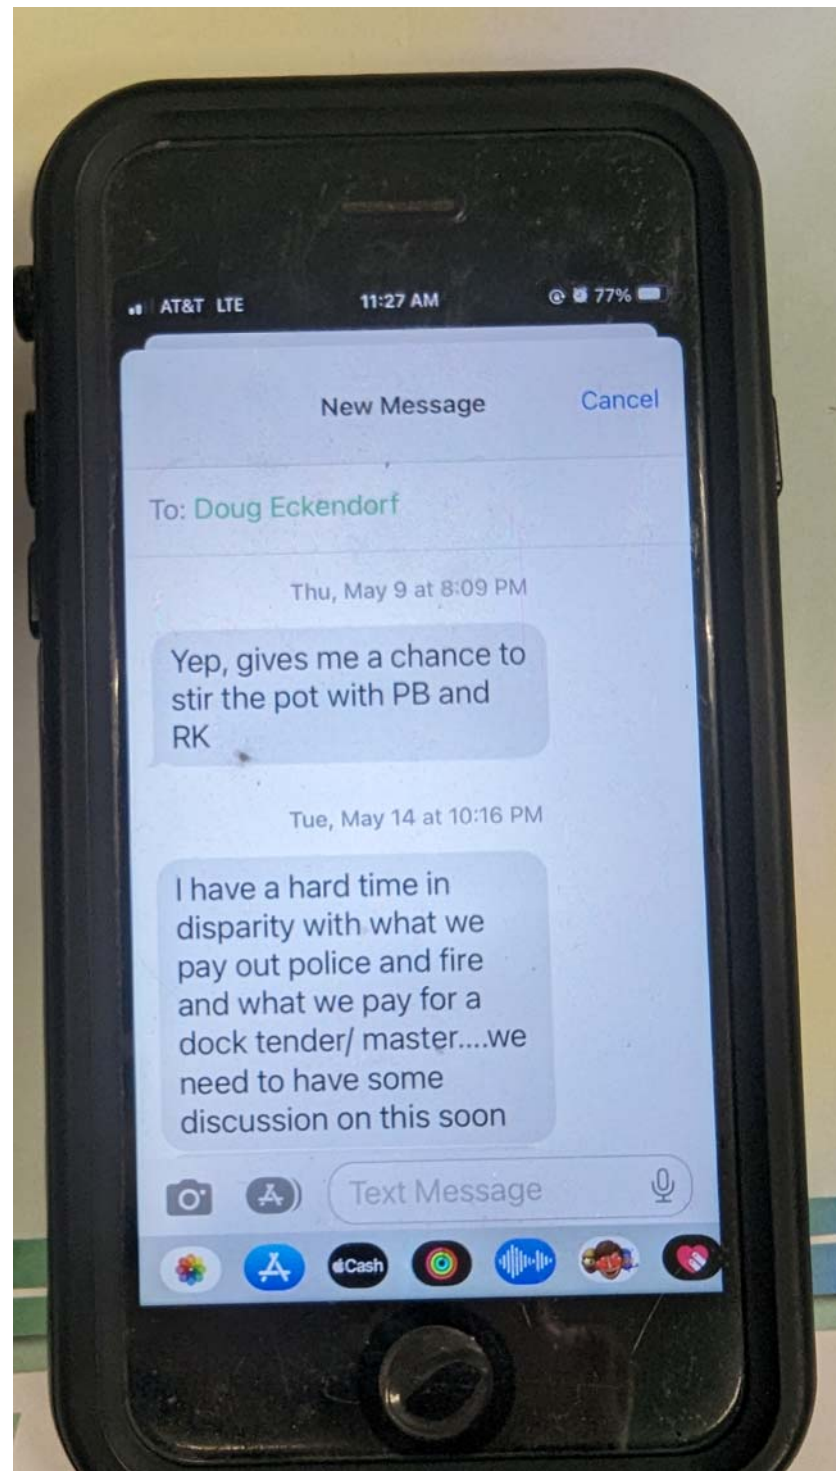 AT&T LTE 11:27 AM 77%
New Message Cancel
To: Doug Eckendorf
Thu, May 9 at 8:09 PM
Yep, gives me a chance to
stir the pot with PB and
RK
Tue, May 14 at 10:16 PM
I have a hard time in
disparity with what we
pay out police and fire
and what we pay for a
dock tender/ master....we
need to have some
discussion on this soon
Text Message
Cash